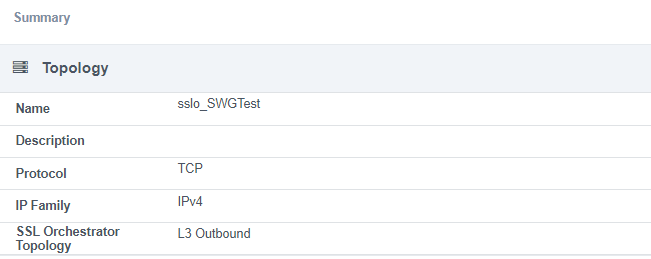 Summary
Topology
Name sslo_SWGTest
Description
Protocol TCP
IP Family IPv4
SSL Orchestrator
Topology L3 Outbound